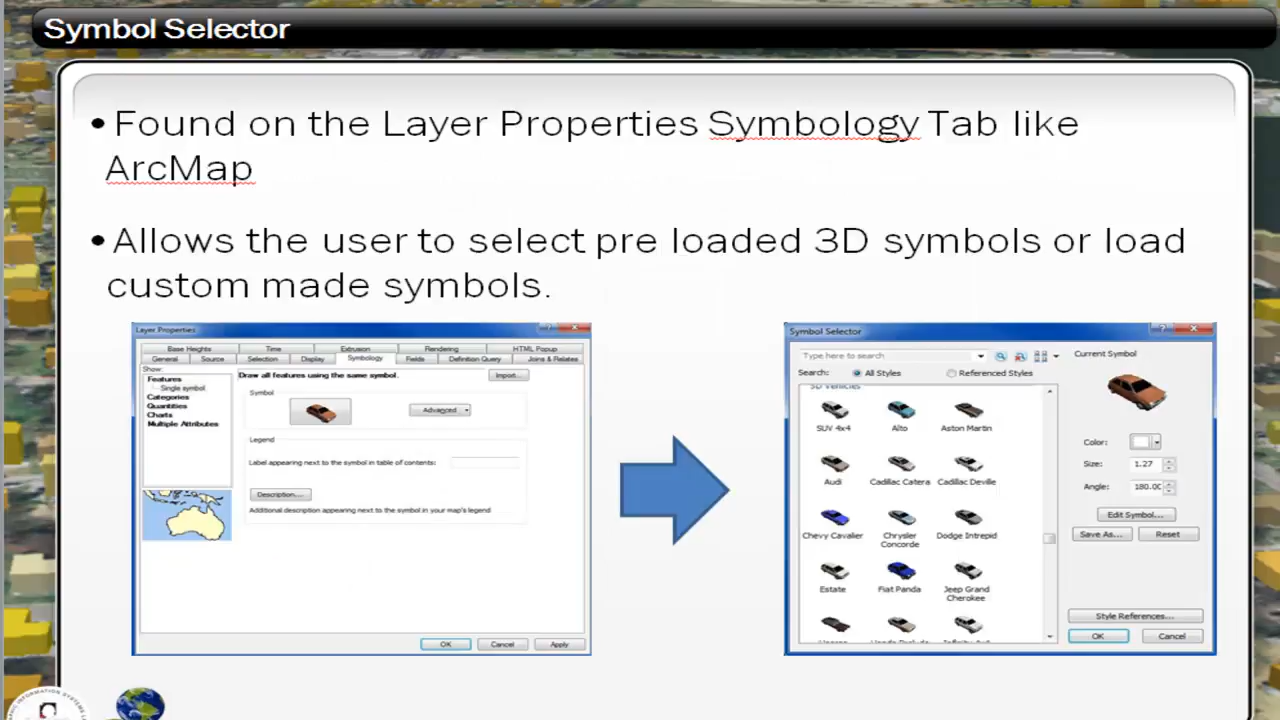 Symbol Selector
• Found on the Layer Properties Symbology Tab like
ArcMap
• Allows the user to select pre loaded 3D symbols or load
custom made symbols.
Layer Properties
Base Heights Time Extrusion Rendering HTML Popup
General Source Selection Display Symbology Fields Definition Query Joins & Relates
Show:
Features
Single symbol
Categories
Quantities
Charts
Multiple Attributes
Draw all features using the same symbol.
Import...
Symbol
Advanced
Legend
Label appearing next to the symbol in table of contents:
Description...
Additional description appearing next to the symbol in your map's legend
OK Cancel Apply
Symbol Selector
Type here to search
Search: All Styles Referenced Styles
3D Vehicles
SUV 4x4 Alto Aston Martin
Audi Cadillac Catera Cadillac Deville
Chevy Cavalier Chrysler Concorde Dodge Intrepid
Estate Fiat Panda Jeep Grand Cherokee
Current Symbol
Color:
Size: 1.27
Angle: 180.00
Edit Symbol...
Save As... Reset
Style References...
OK Cancel